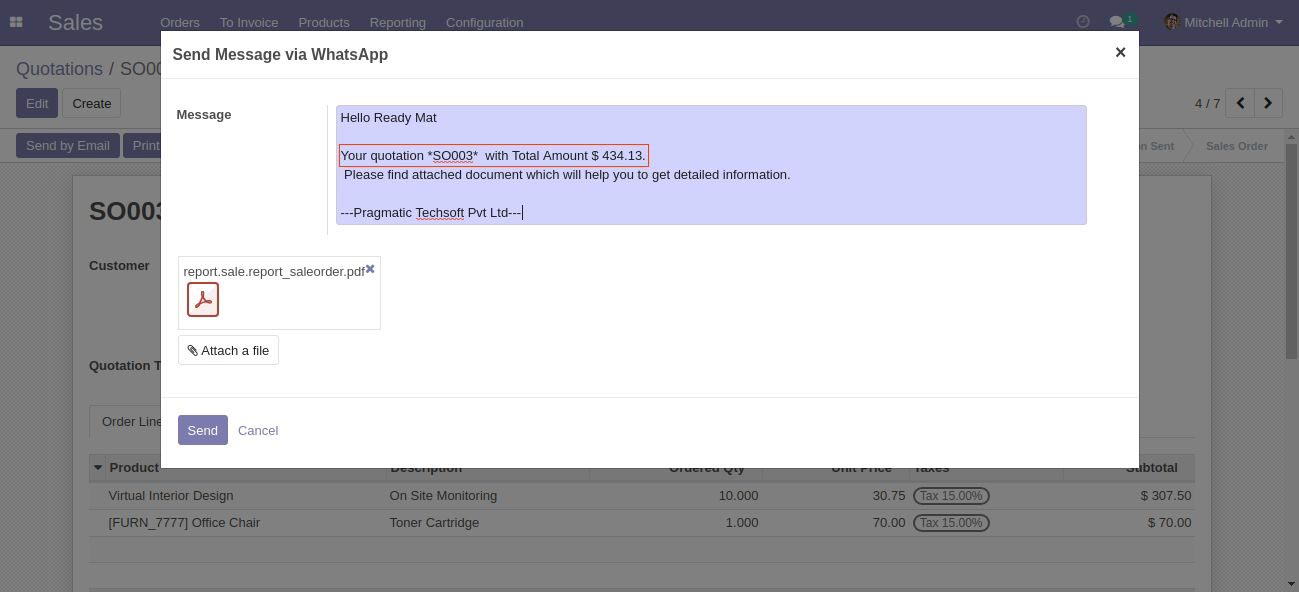 Sales Orders To Invoice Products Reporting Configuration 1 Mitchell Admin
Send Message via WhatsApp ×
Quotations / SO00
Edit Create 4 / 7
Message
Hello Ready Mat
Send by Email Print on Sent Sales Order
Your quotation *SO003*  with Total Amount $ 434.13.
Please find attached document which will help you to get detailed information.
---Pragmatic Techsoft Pvt Ltd---
SO003
Customer
report.sale.report_saleorder.pdf
Attach a file
Quotation T
Order Line
Send Cancel
Product Description Ordered Qty Unit Price Taxes Subtotal
Virtual Interior Design On Site Monitoring 10.000 30.75 Tax 15.00% $ 307.50
[FURN_7777] Office Chair Toner Cartridge 1.000 70.00 Tax 15.00% $ 70.00